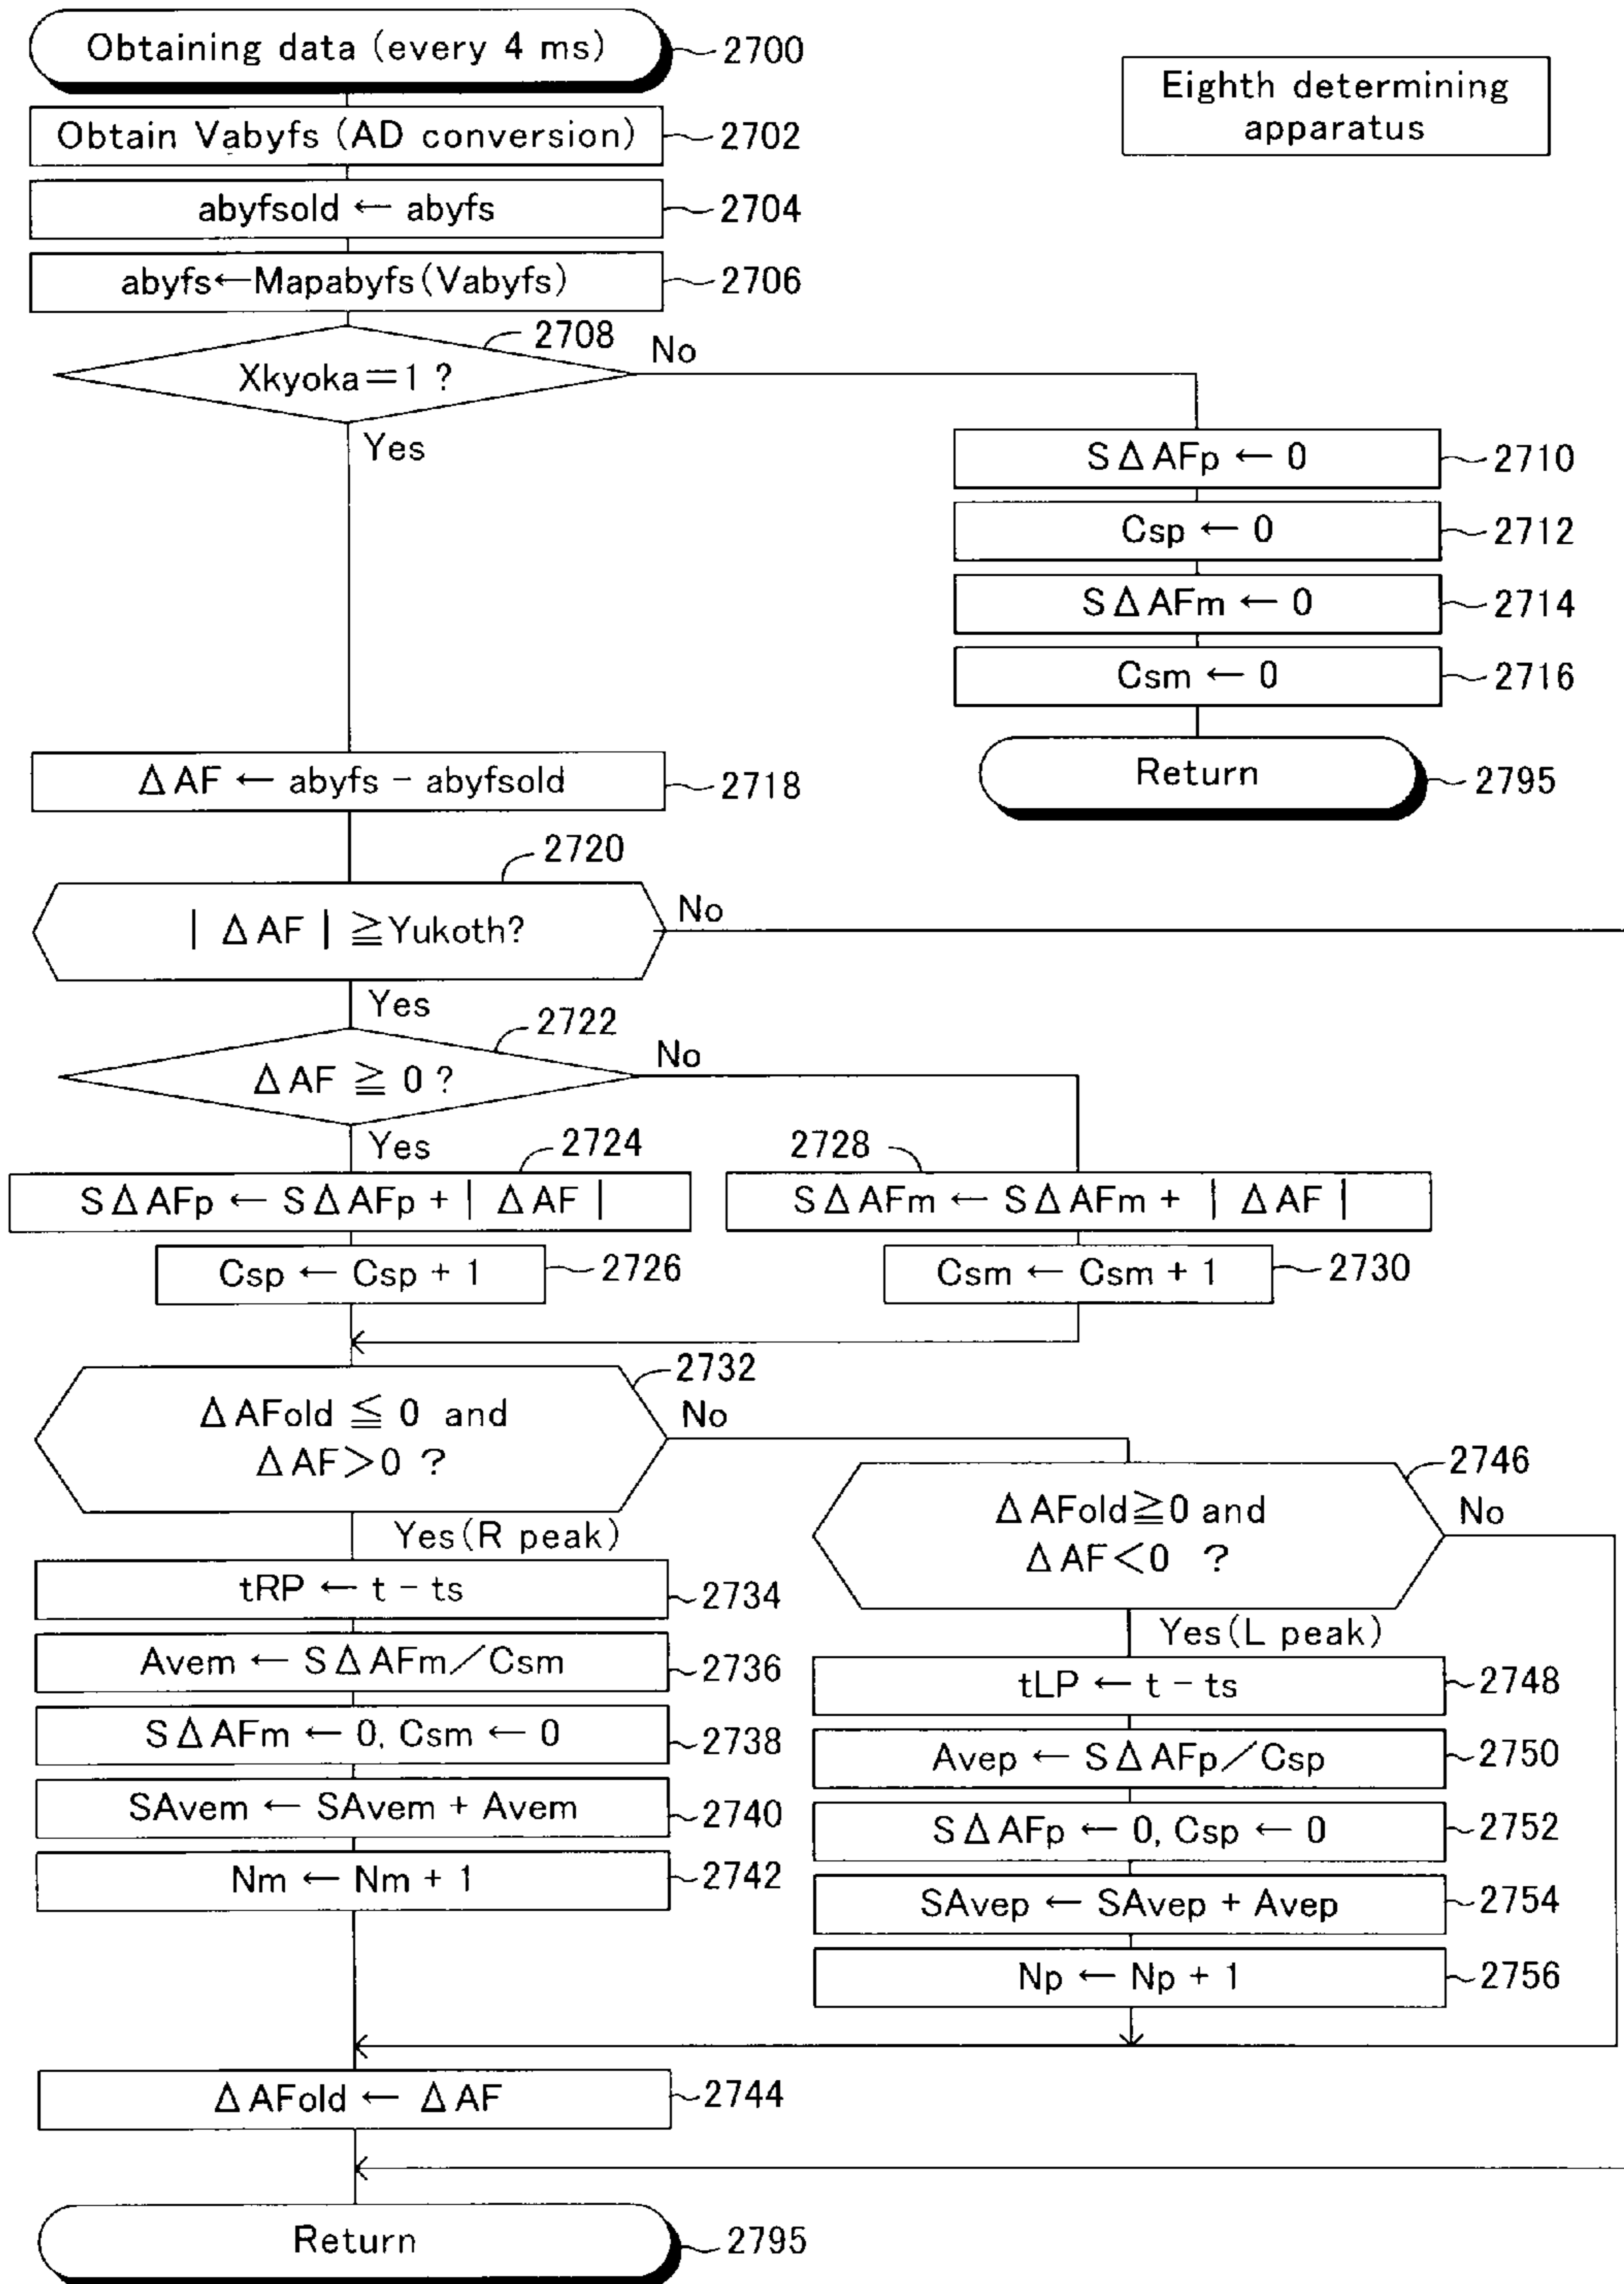 Obtaining data (every 4 ms)
2700
Eighth determining
apparatus
Obtain Vabyfs (AD conversion)
2702
abyfsold ← abyfs
2704
abyfs←Mapabyfs(Vabyfs)
2706
2708
Xkyoka=1 ?
No
Yes
SΔAFp ← 0
2710
Csp ← 0
2712
SΔAFm ← 0
2714
Csm ← 0
2716
Return
2795
ΔAF ← abyfs - abyfsold
2718
2720
| ΔAF | ≧Yukoth?
No
Yes
2722
ΔAF ≧ 0 ?
No
Yes
2724
SΔAFp ← SΔAFp + | ΔAF |
Csp ← Csp + 1
2726
2728
SΔAFm ← SΔAFm + | ΔAF |
Csm ← Csm + 1
2730
2732
ΔAFold ≦ 0 and
ΔAF>0 ?
No
Yes(R peak)
tRP ← t - ts
2734
Avem ← SΔAFm/Csm
2736
SΔAFm ← 0, Csm ← 0
2738
SAvem ← SAvem + Avem
2740
Nm ← Nm + 1
2742
2746
ΔAFold≧0 and
ΔAF<0 ?
No
Yes(L peak)
tLP ← t - ts
2748
Avep ← SΔAFp/Csp
2750
SΔAFp ← 0, Csp ← 0
2752
SAvep ← SAvep + Avep
2754
Np ← Np + 1
2756
ΔAFold ← ΔAF
2744
Return
2795